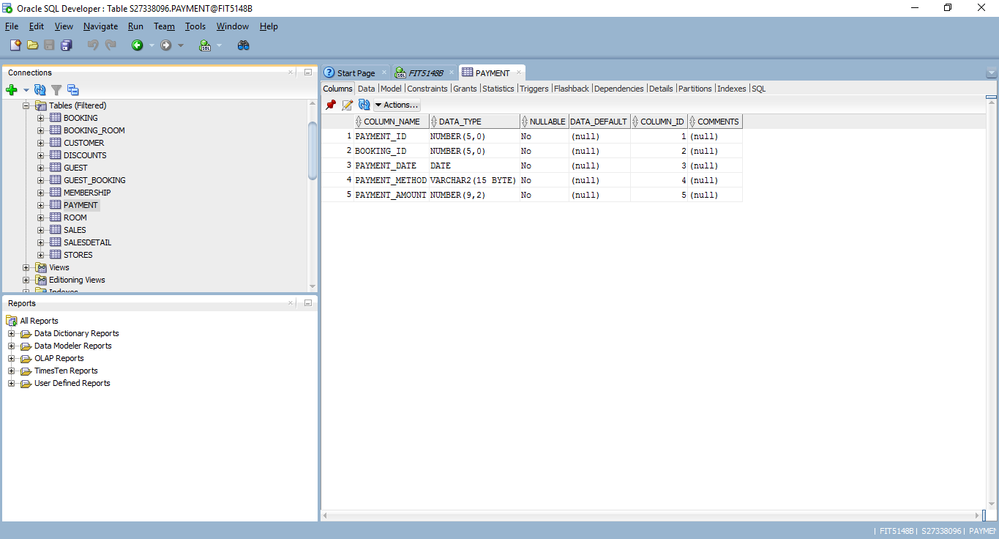 Oracle SQL Developer : Table S27338096.PAYMENT@FIT5148B
File Edit View Navigate Run Team Tools Window Help
Connections
Tables (Filtered)
BOOKING
BOOKING_ROOM
CUSTOMER
DISCOUNTS
GUEST
GUEST_BOOKING
MEMBERSHIP
PAYMENT
ROOM
SALES
SALESDETAIL
STORES
Views
Editioning Views
Indexes
Reports
All Reports
Data Dictionary Reports
Data Modeler Reports
OLAP Reports
TimesTen Reports
User Defined Reports
Start Page FIT5148B PAYMENT
Columns Data |Model |Constraints |Grants |Statistics |Triggers |Flashback |Dependencies |Details |Partitions |Indexes |SQL
Actions...
COLUMN_NAME DATA_TYPE NULLABLE DATA_DEFAULT COLUMN_ID COMMENTS
1 PAYMENT_ID NUMBER(5,0) No (null) 1 (null)
2 BOOKING_ID NUMBER(5,0) No (null) 2 (null)
3 PAYMENT_DATE DATE No (null) 3 (null)
4 PAYMENT_METHOD VARCHAR2(15 BYTE) No (null) 4 (null)
5 PAYMENT_AMOUNT NUMBER(9,2) No (null) 5 (null)
| FIT5148B | S27338096 | PAYMEN